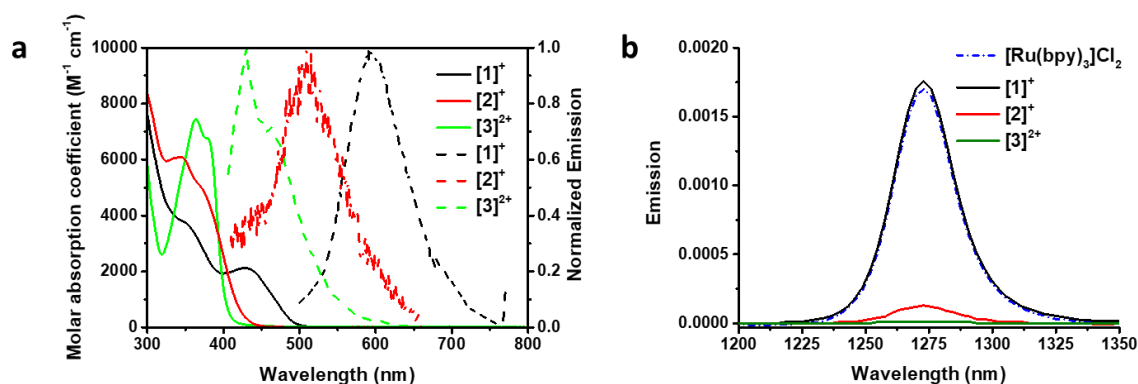 a
Molar absorption coefficient (M⁻¹ cm⁻¹)
10000
8000
6000
4000
2000
0
300 400 500 600 700 800
Wavelength (nm)
1.0
0.8
0.6
0.4
0.2
0.0
Normalized Emission
[1]⁺
[2]⁺
[3]²⁺
[1]⁺
[2]⁺
[3]²⁺
b
Emission
0.0020
0.0015
0.0010
0.0005
0.0000
1200 1225 1250 1275 1300 1325 1350
Wavelength (nm)
[Ru(bpy)₃]Cl₂
[1]⁺
[2]⁺
[3]²⁺